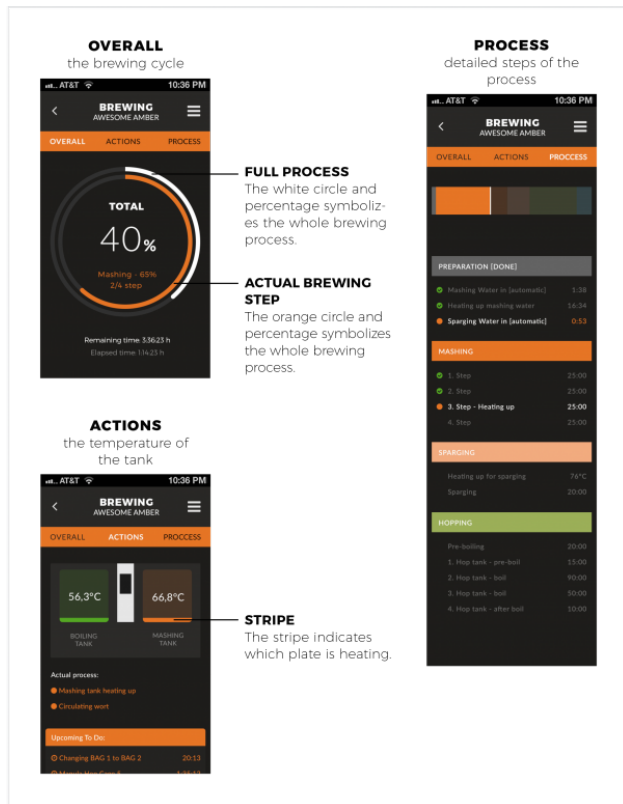 OVERALL
the brewing cycle
AT&T 10:36 PM
BREWING
AWESOME AMBER
OVERALL ACTIONS PROCESS
TOTAL
40%
Mashing - 65%
2/4 step
Remaining time 3:36:23 h
Elapsed time 1:14:23 h
FULL PROCESS
The white circle and
percentage symboliz-
es the whole brewing
process.
ACTUAL BREWING
STEP
The orange circle and
percentage symbolizes
the whole brewing
process.
ACTIONS
the temperature of
the tank
AT&T 10:36 PM
BREWING
AWESOME AMBER
OVERALL ACTIONS PROCCESS
56,3°C 66,8°C
BOILING
TANK
MASHING
TANK
STRIPE
The stripe indicates
which plate is heating.
Actual process:
Mashing tank heating up
Circulating wort
Upcoming To Do:
Changing BAG 1 to BAG 2 20:13
PROCESS
detailed steps of the
process
AT&T 10:36 PM
BREWING
AWESOME AMBER
OVERALL ACTIONS PROCCESS
PREPARATION [DONE]
Mashing Water in [automatic] 1:38
Heating up mashing water 16:34
Sparging Water in [automatic] 0:53
MASHING
1. Step 25:00
2. Step 25:00
3. Step - Heating up 25:00
4. Step 25:00
SPARGING
Heating up for sparging 76°C
Sparging 20:00
HOPPING
Pre-boiling 20:00
1. Hop tank - pre-boil 15:00
2. Hop tank - boil 90:00
3. Hop tank - boil 50:00
4. Hop tank - after boil 10:00